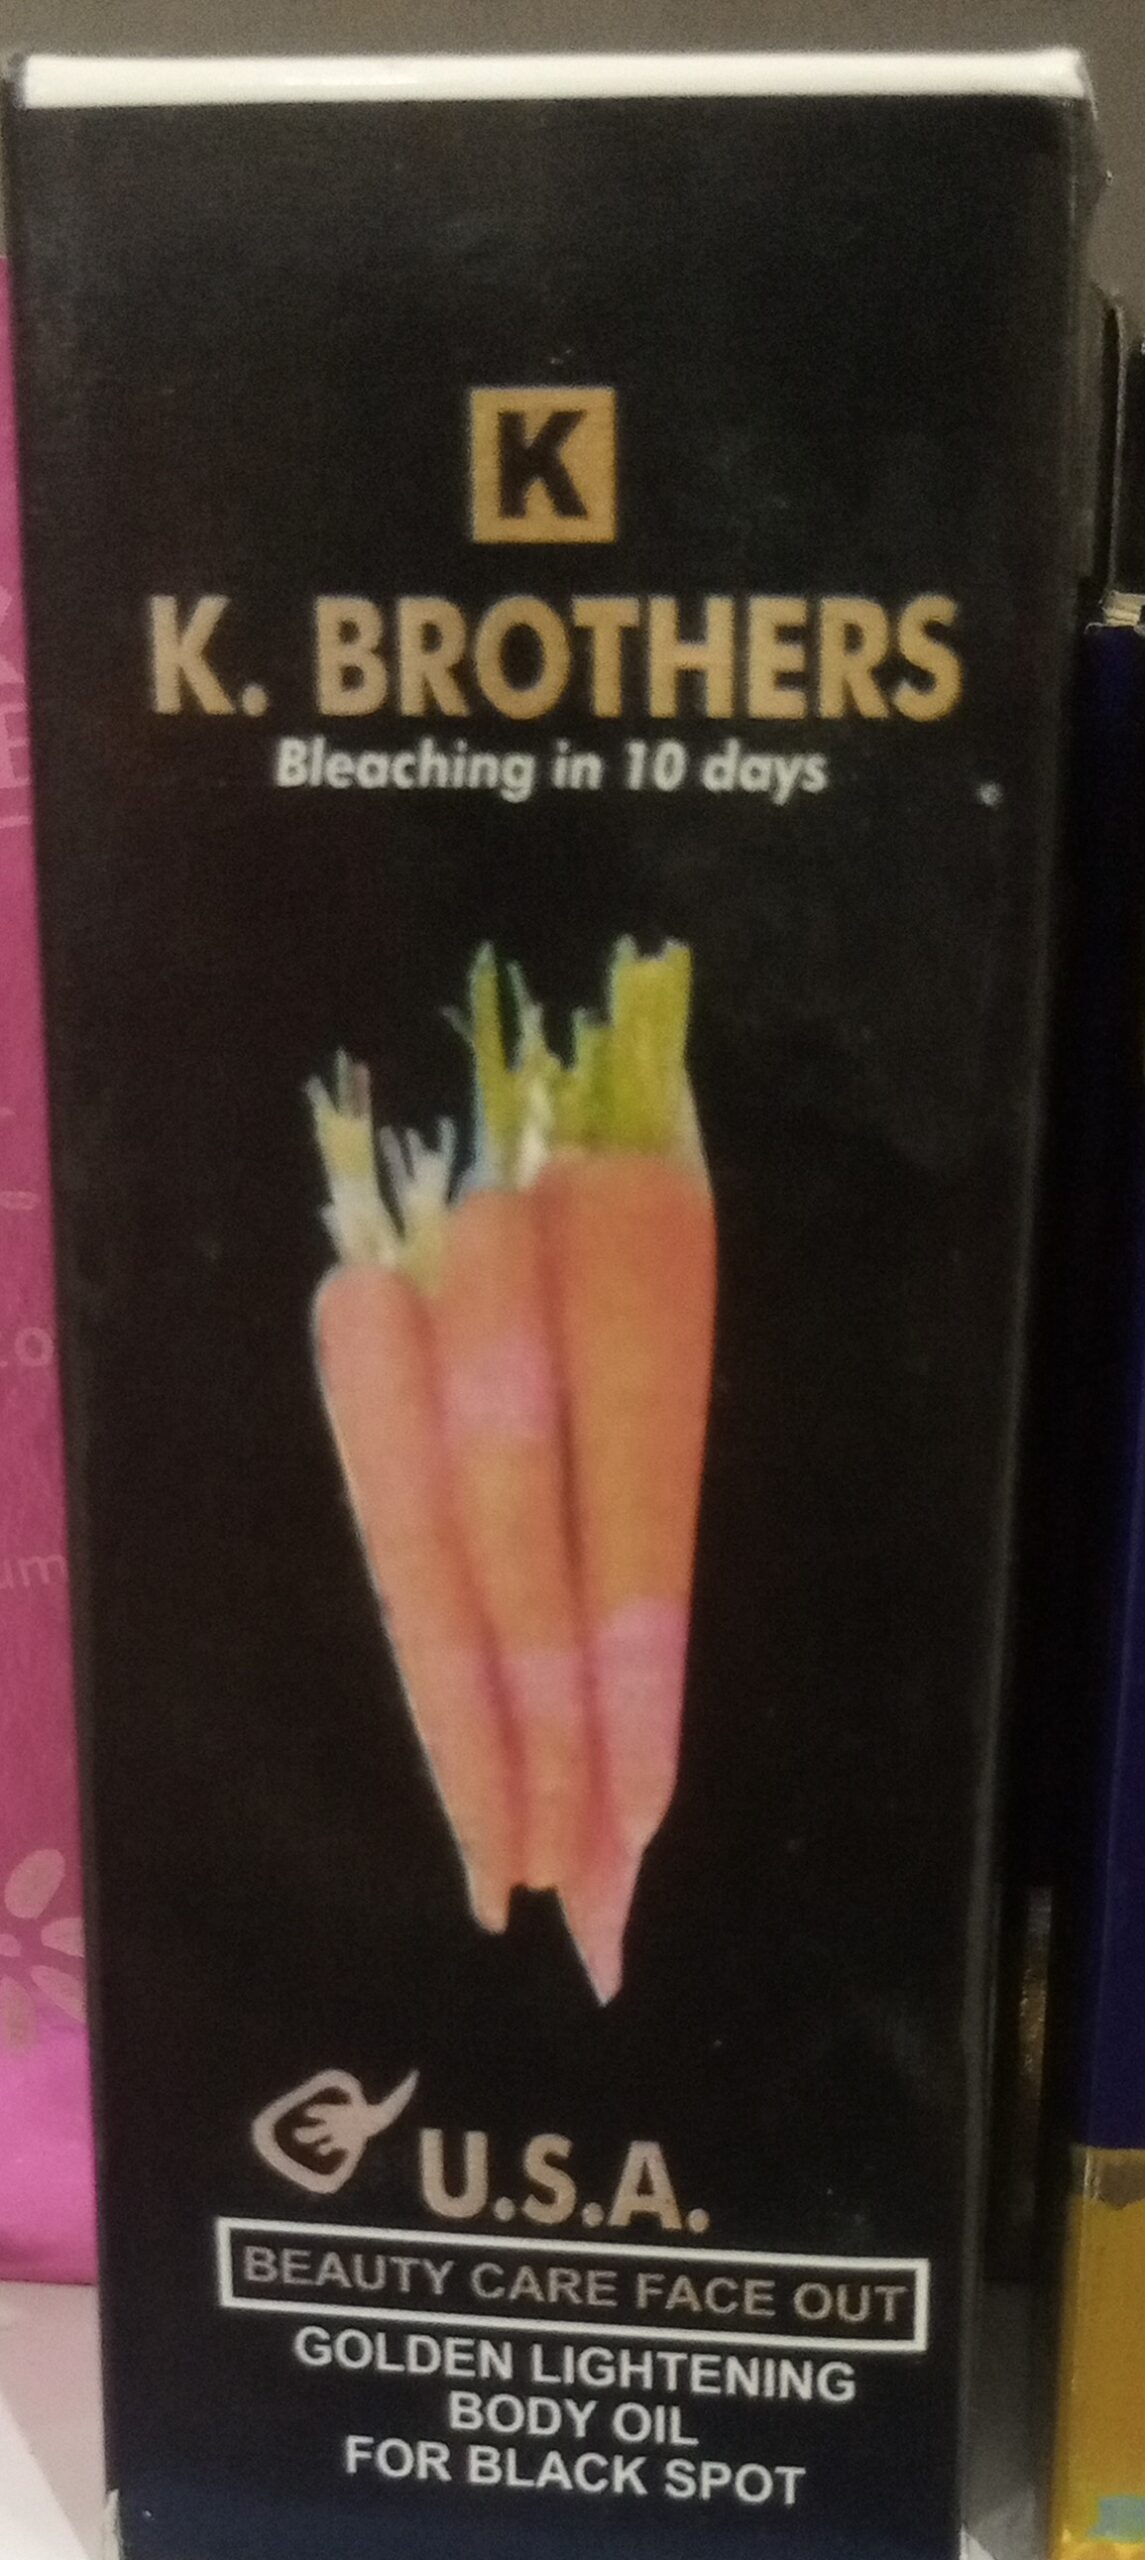 K
K. BROTHERS
Bleaching in 10 days
U.S.A.
BEAUTY CARE FACE OUT
GOLDEN LIGHTENING
BODY OIL
FOR BLACK SPOT